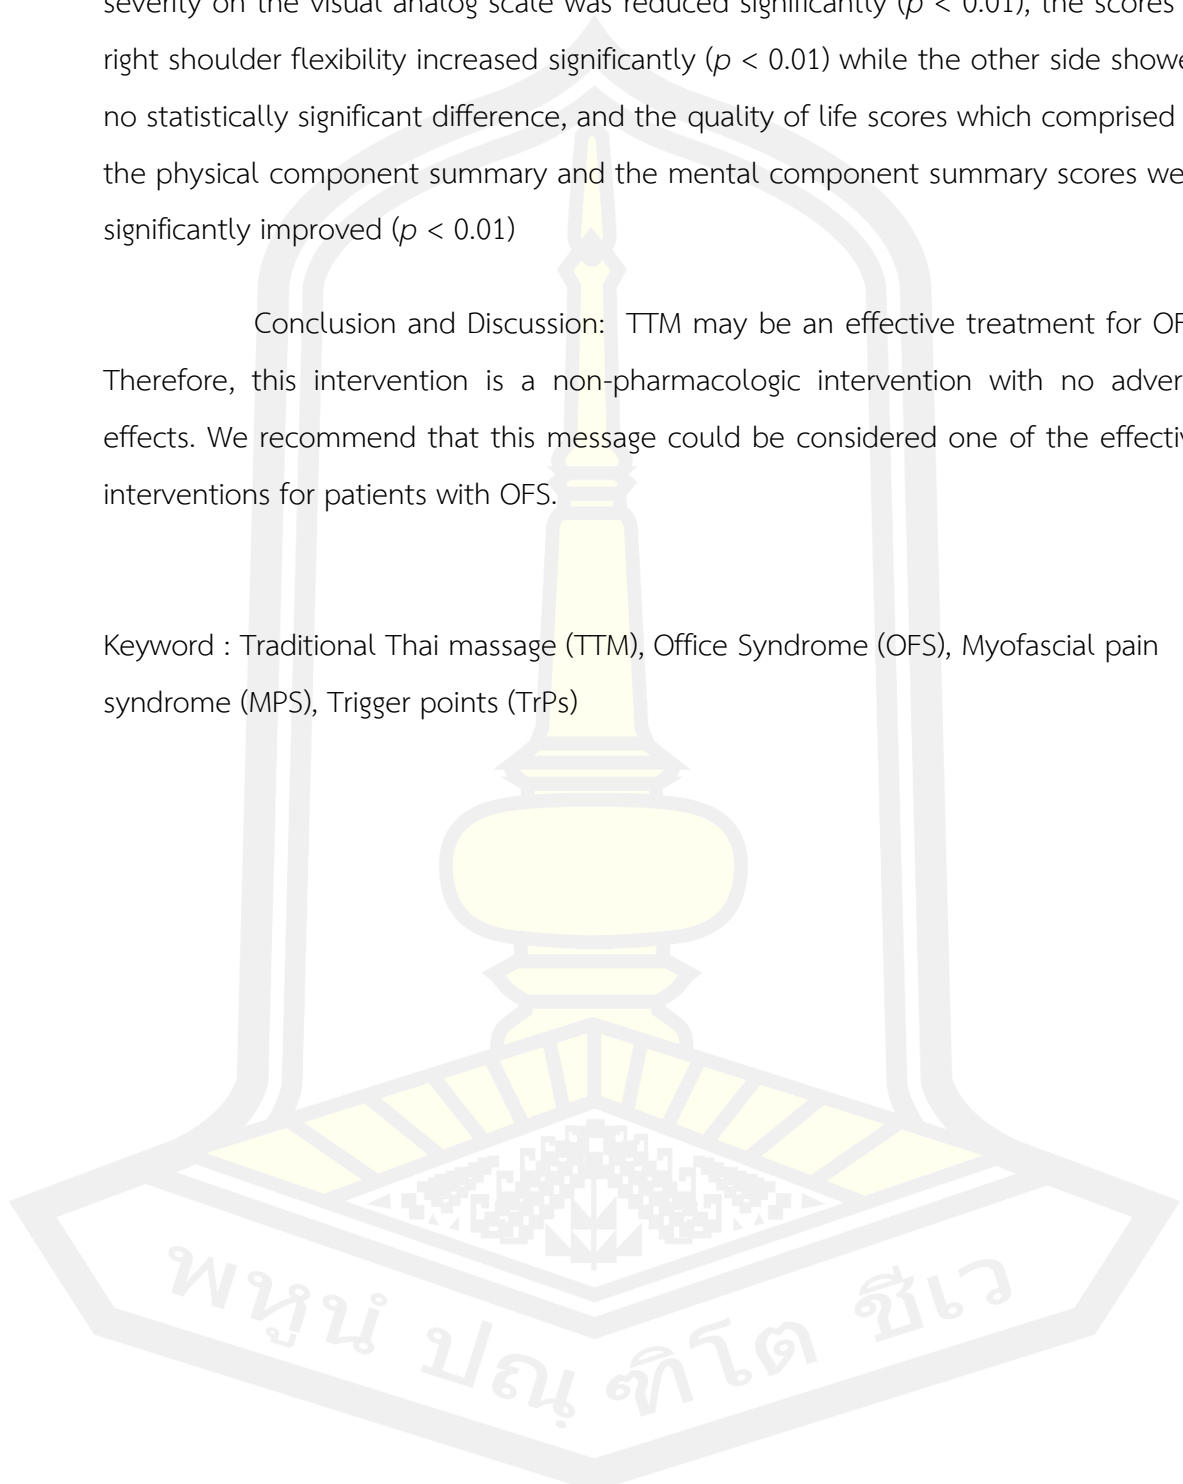 severity on the visual analog scale was reduced significantly (p < 0.01), the scores
right shoulder flexibility increased significantly (p < 0.01) while the other side showe
no statistically significant difference, and the quality of life scores which comprised
the physical component summary and the mental component summary scores we
significantly improved (p < 0.01)
Conclusion and Discussion: TTM may be an effective treatment for OF
Therefore, this intervention is a non-pharmacologic intervention with no adver
effects. We recommend that this message could be considered one of the effectiv
interventions for patients with OFS.
Keyword : Traditional Thai massage (TTM), Office Syndrome (OFS), Myofascial pain
syndrome (MPS), Trigger points (TrPs)
พหูนํ ปณฺฑิโต ชีเว